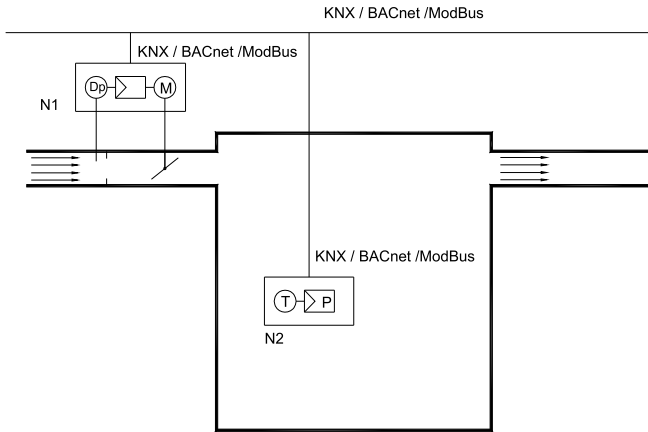 KNX / BACnet /ModBus
KNX / BACnet /ModBus
Dp
M
N1
KNX / BACnet /ModBus
T
P
N2